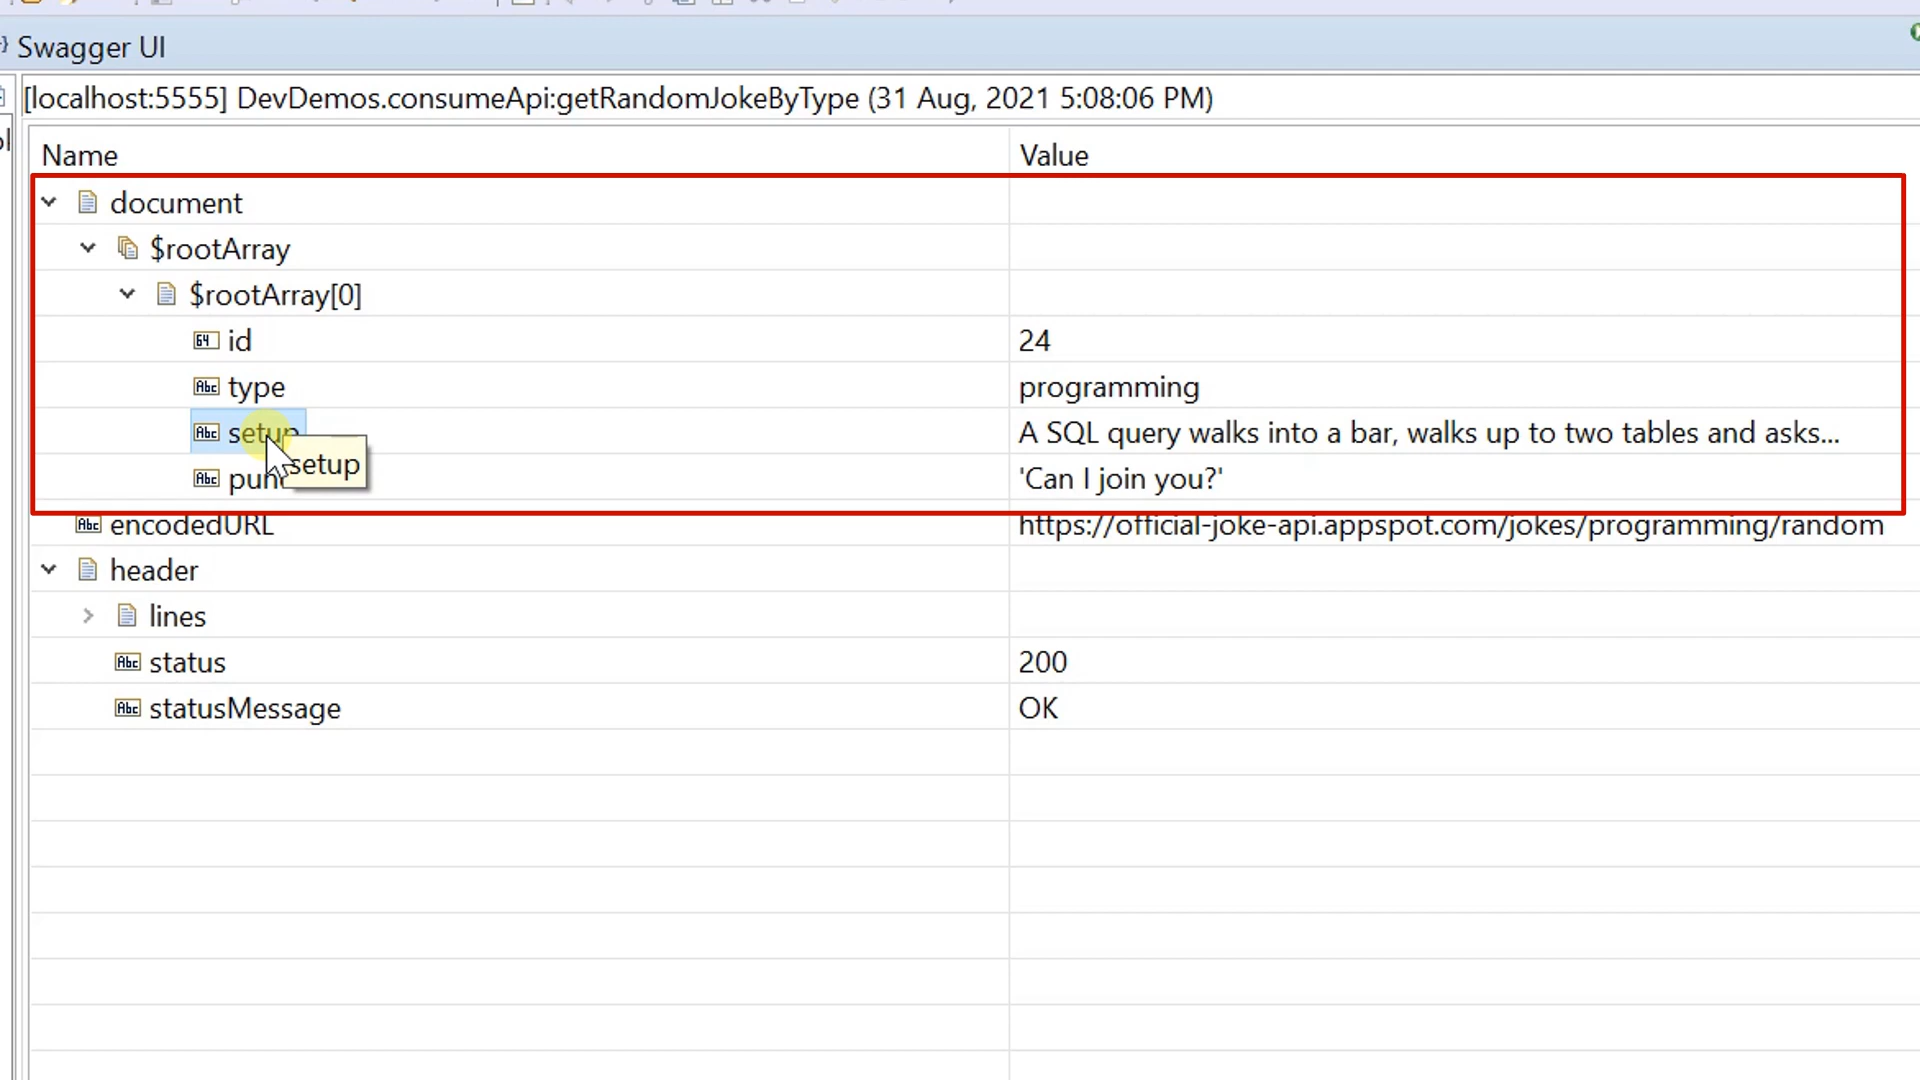 Swagger UI
[localhost:5555] DevDemos.consumeApi:getRandomJokeByType (31 Aug, 2021 5:08:06 PM)
Name Value
document
$rootArray
$rootArray[0]
id 24
type programming
setup A SQL query walks into a bar, walks up to two tables and asks...
setup
'Can I join you?'
encodedURL https://official-joke-api.appspot.com/jokes/programming/random
header
lines
status 200
statusMessage OK